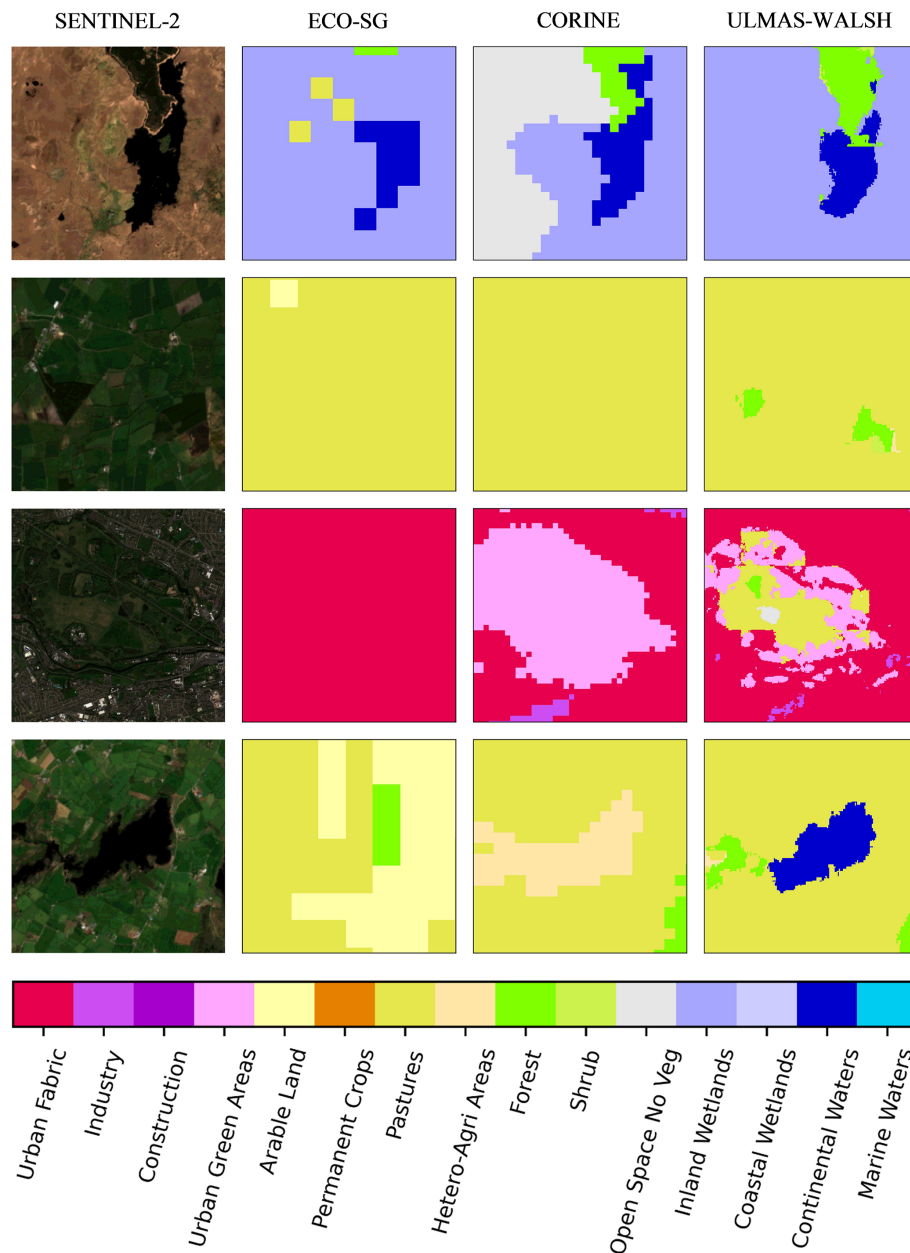 SENTINEL-2 ECO-SG CORINE ULMAS-WALSH
Urban Fabric
Industry
Construction
Urban Green Areas
Arable Land
Permanent Crops
Pastures
Hetero-Agri Areas
Forest
Shrub
Open Space No Veg
Inland Wetlands
Coastal Wetlands
Continental Waters
Marine Waters